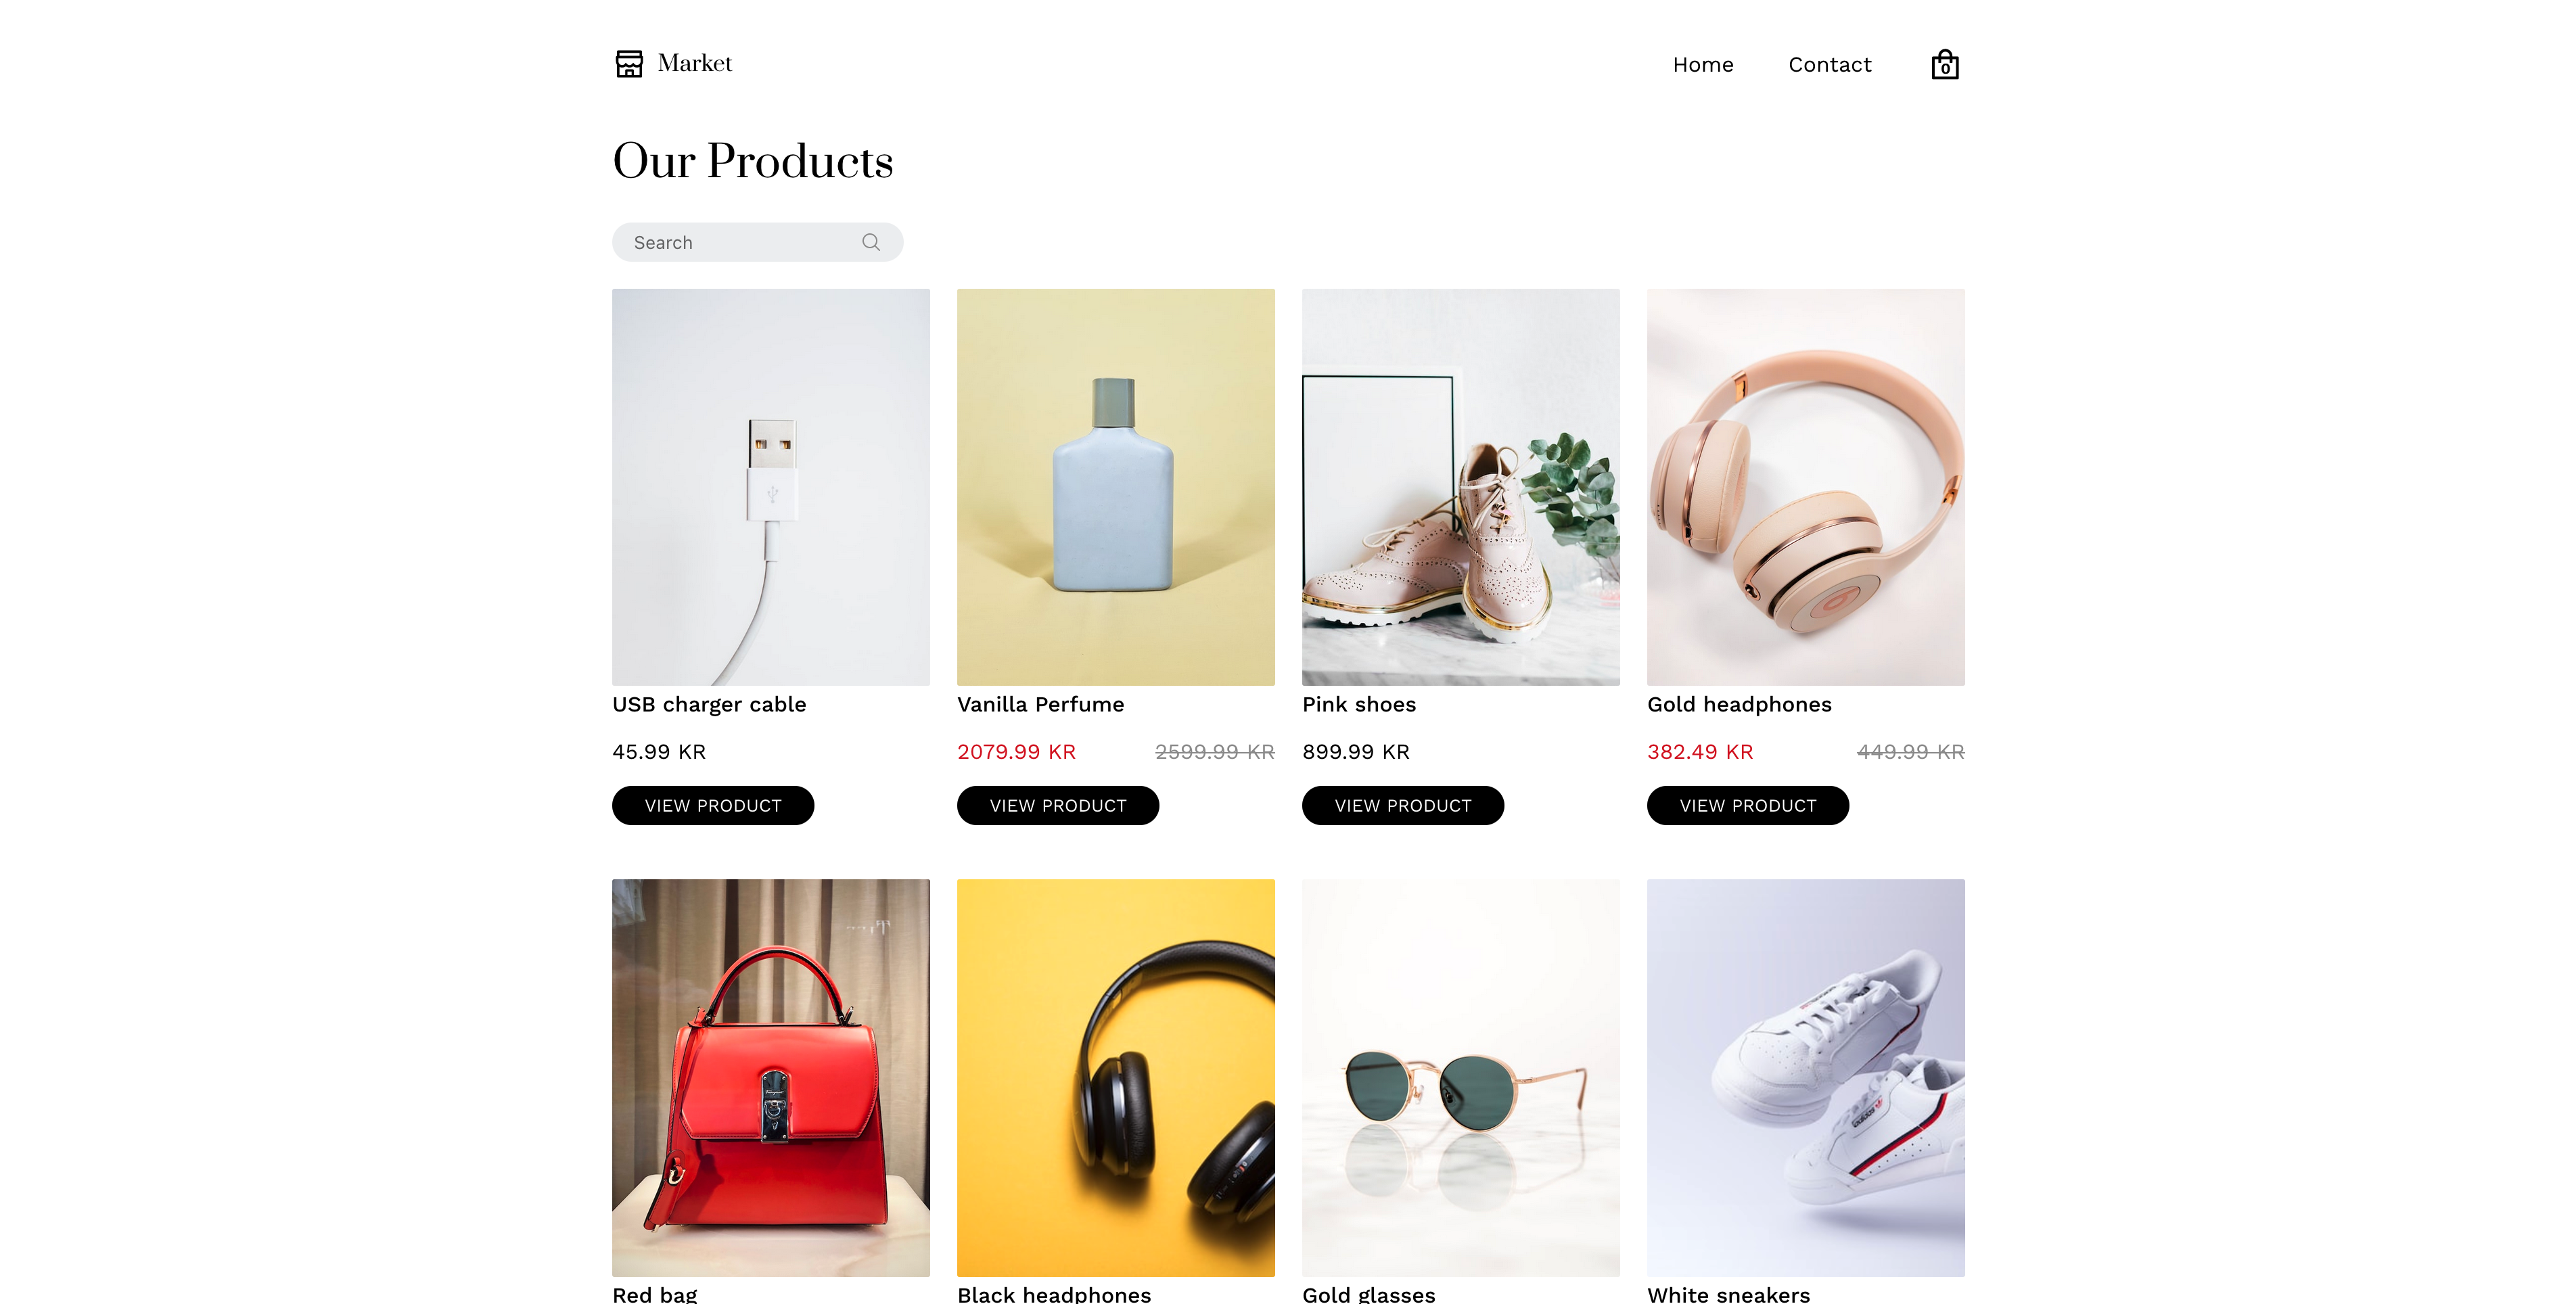 Market
Home
Contact
0
Our Products
Search
USB charger cable
Vanilla Perfume
Pink shoes
Gold headphones
45.99 KR
2079.99 KR
2599.99 KR
899.99 KR
382.49 KR
449.99 KR
VIEW PRODUCT
VIEW PRODUCT
VIEW PRODUCT
VIEW PRODUCT
adidas
Red bag
Black headphones
Gold glasses
White sneakers